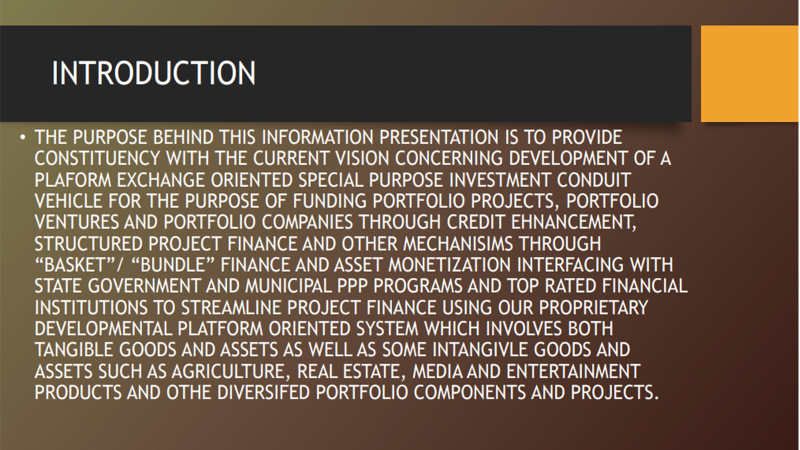 INTRODUCTION
• THE PURPOSE BEHIND THIS INFORMATION PRESENTATION IS TO PROVIDE
CONSTITUENCY WITH THE CURRENT VISION CONCERNING DEVELOPMENT OF A
PLAFORM EXCHANGE ORIENTED SPECIAL PURPOSE INVESTMENT CONDUIT
VEHICLE FOR THE PURPOSE OF FUNDING PORTFOLIO PROJECTS, PORTFOLIO
VENTURES AND PORTFOLIO COMPANIES THROUGH CREDIT EHNANCEMENT,
STRUCTURED PROJECT FINANCE AND OTHER MECHANISIMS THROUGH
“BASKET”/ “BUNDLE” FINANCE AND ASSET MONETIZATION INTERFACING WITH
STATE GOVERNMENT AND MUNICIPAL PPP PROGRAMS AND TOP RATED FINANCIAL
INSTITUTIONS TO STREAMLINE PROJECT FINANCE USING OUR PROPRIETARY
DEVELOPMENTAL PLATFORM ORIENTED SYSTEM WHICH INVOLVES BOTH
TANGIBLE GOODS AND ASSETS AS WELL AS SOME INTANGIVLE GOODS AND
ASSETS SUCH AS AGRICULTURE, REAL ESTATE, MEDIA AND ENTERTAINMENT
PRODUCTS AND OTHE DIVERSIFED PORTFOLIO COMPONENTS AND PROJECTS.